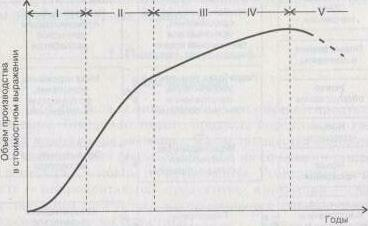 I II III IV V
Объем производства
в стоимостном выражении
Годы